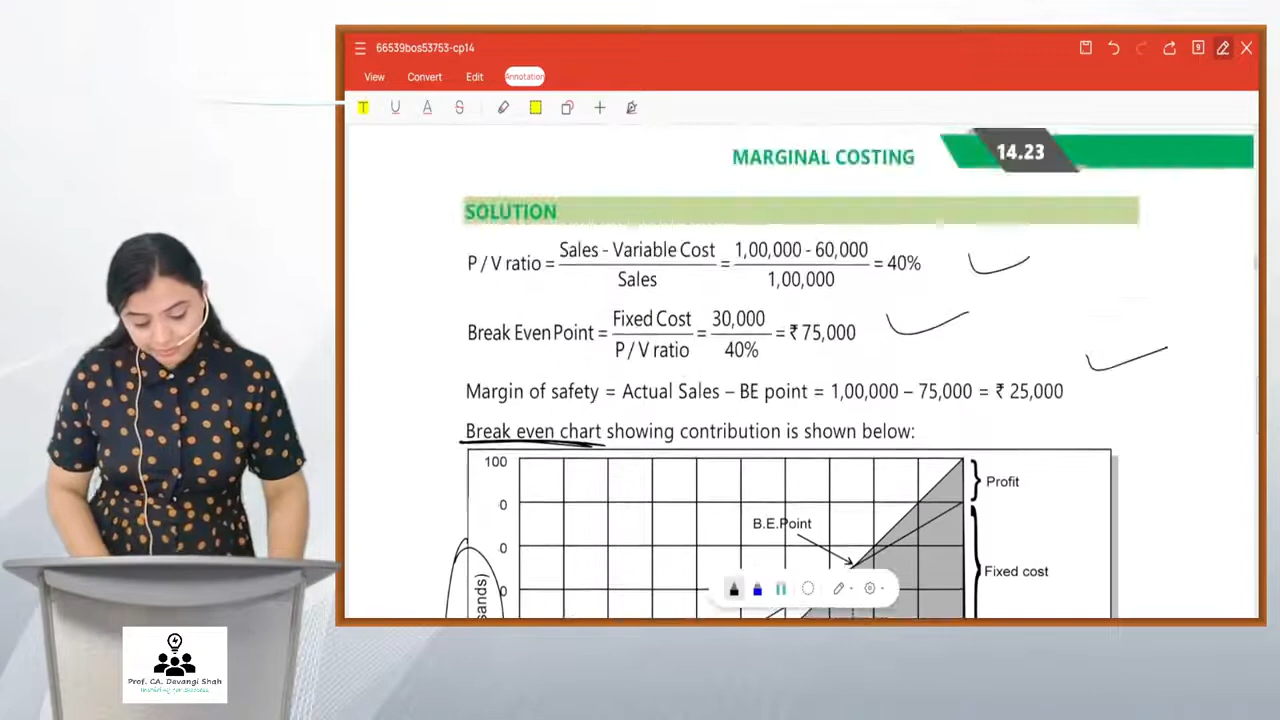 66539bos53753-cp14
9
View Convert Edit Annotation
T U A S
MARGINAL COSTING 14.23
SOLUTION
P / V ratio = Sales - Variable Cost / Sales = 1,00,000 - 60,000 / 1,00,000 = 40%
Break Even Point = Fixed Cost / P / V ratio = 30,000 / 40% = ₹ 75,000
Margin of safety = Actual Sales – BE point = 1,00,000 – 75,000 = ₹ 25,000
Break even chart showing contribution is shown below:
100
Profit
0
B.E.Point
0
Fixed cost
0
sands)
Prof. CA. Devangi Shah